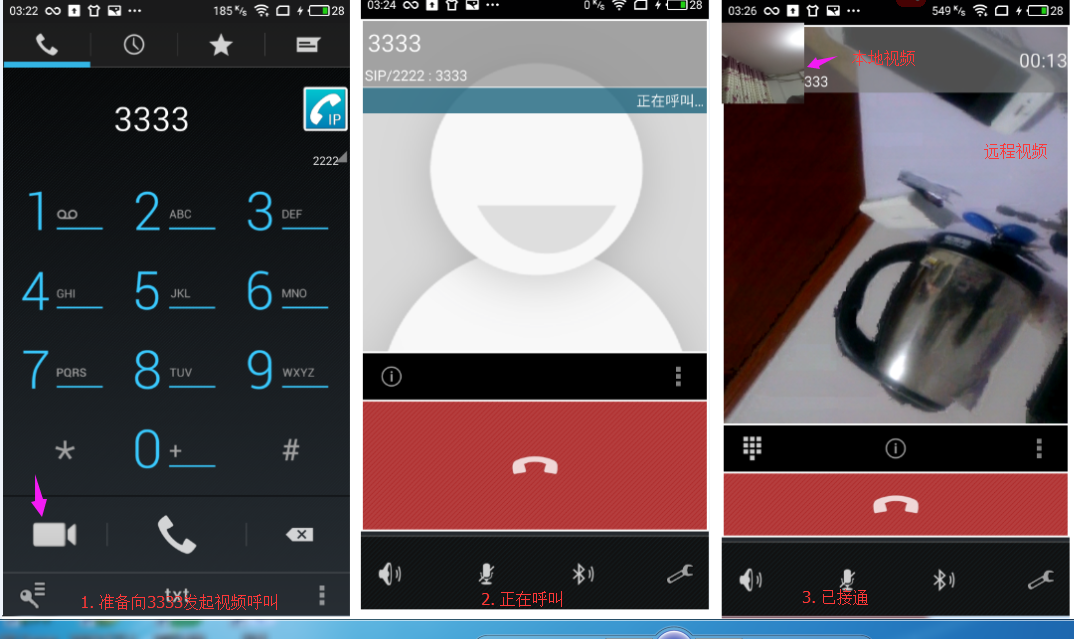 03:22
185 K/s
28
3333
IP
2222
1
2 ABC
3 DEF
4 GHI
5 JKL
6 MNO
7 PQRS
8 TUV
9 WXYZ
*
0 +
#
txt
1. 准备向3333发起视频呼叫
03:24
0 K/s
28
3333
SIP/2222 : 3333
正在呼叫...
2. 正在呼叫
03:26
549 K/s
28
本地视频
00:13
333
远程视频
3. 已接通